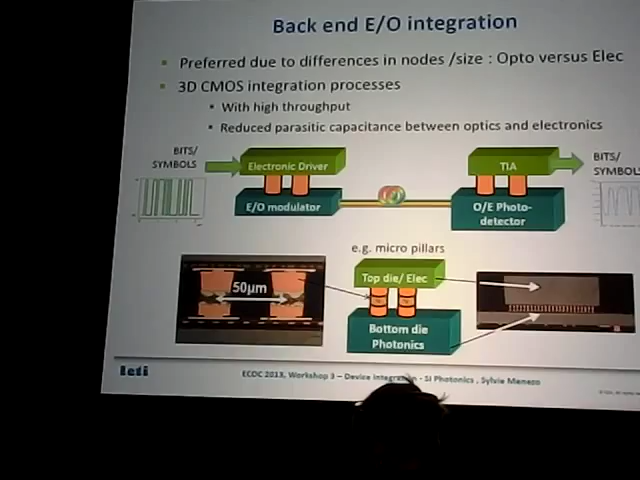 Back end E/O integration
Preferred due to differences in nodes /size : Opto versus Elec
3D CMOS integration processes
With high throughput
Reduced parasitic capacitance between optics and electronics
BITS/
SYMBOLS
Electronic Driver
TIA
BITS/
SYMBOLS
E/O modulator
O/E Photo-
detector
e.g. micro pillars
50µm
Top die/ Elec
Bottom die
Photonics
leti
ECOC 2013, Workshop 3 – Device Integration - SI Photonics , Sylvie Menezo